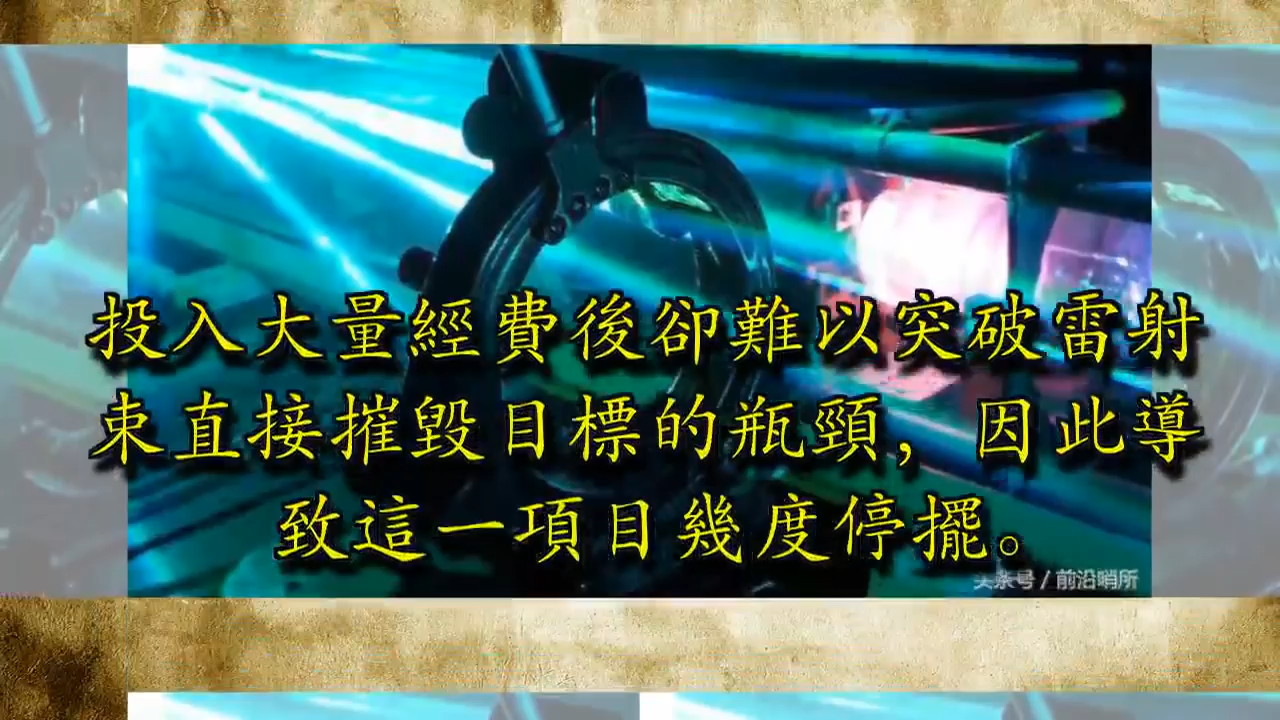 投入大量經費後卻難以突破雷射
束直接摧毀目標的瓶頸，因此導
致這一項目幾度停擺。
头条号 / 前沿哨所